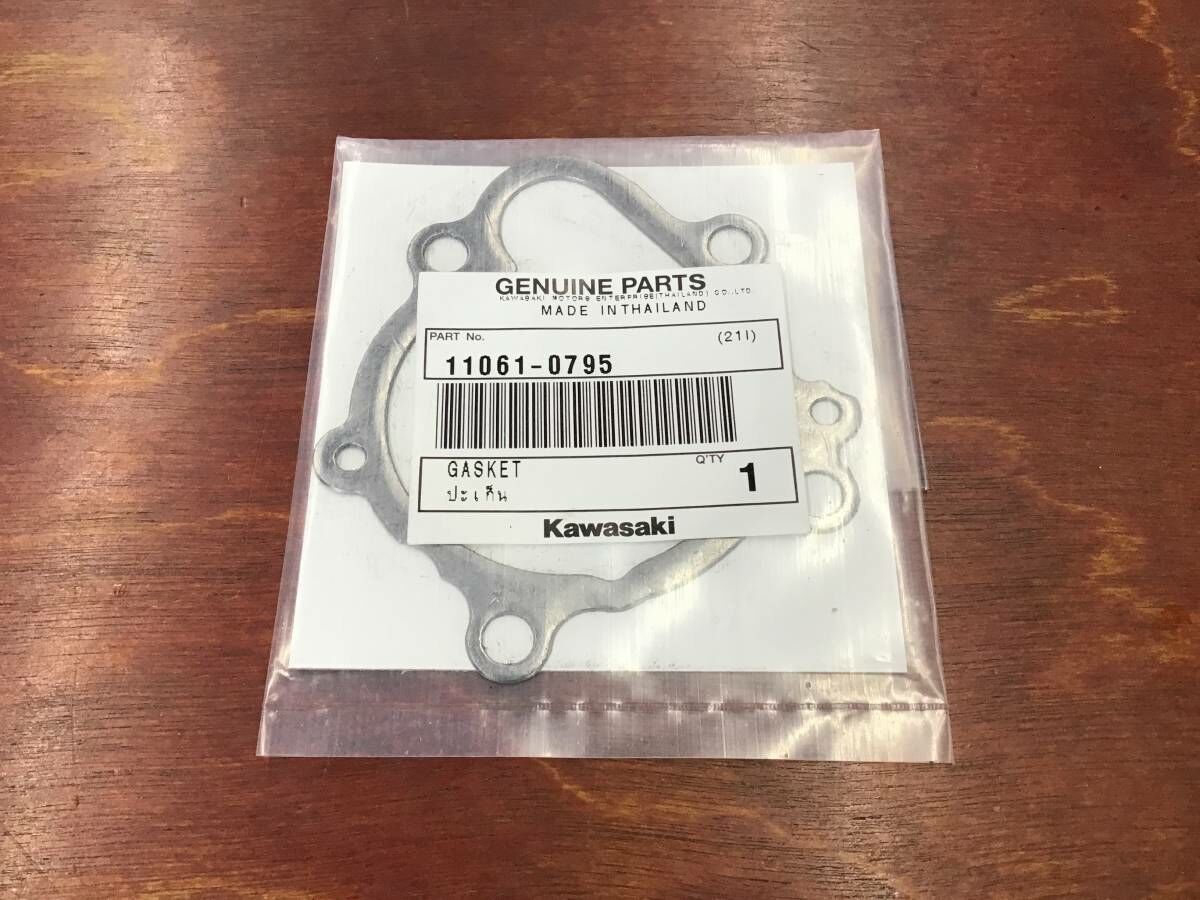 GENUINE PARTS
KAWASAKI MOTORS ENTERPRISE(THAILAND) CO.,LTD.
MADE INTHAILAND
PART No. (21I)
11061-0795
GASKET Q'TY 1
ปะเก็น
Kawasaki